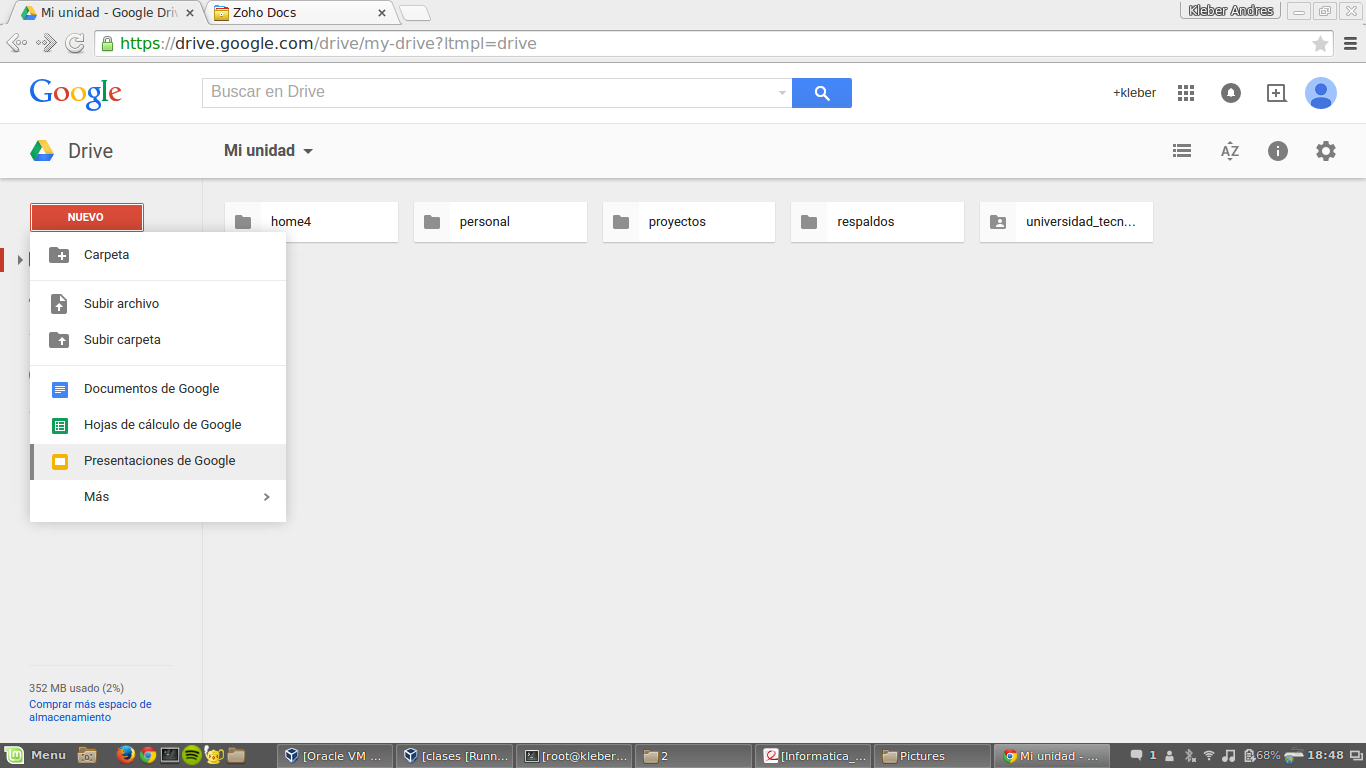 Mi unidad - Google Dri
Zoho Docs
Kleber Andres
https://drive.google.com/drive/my-drive?ltmpl=drive
Google
Buscar en Drive
+kleber
Drive
Mi unidad
AZ
NUEVO
home4
personal
proyectos
respaldos
universidad_tecn...
Carpeta
Subir archivo
Subir carpeta
Documentos de Google
Hojas de cálculo de Google
Presentaciones de Google
Más
352 MB usado (2%)
Comprar más espacio de
almacenamiento
Menu
[Oracle VM ...
[clases [Runn...
[root@kleber...
2
[Informatica_...
Pictures
Mi unidad - ...
1
68%
18:48